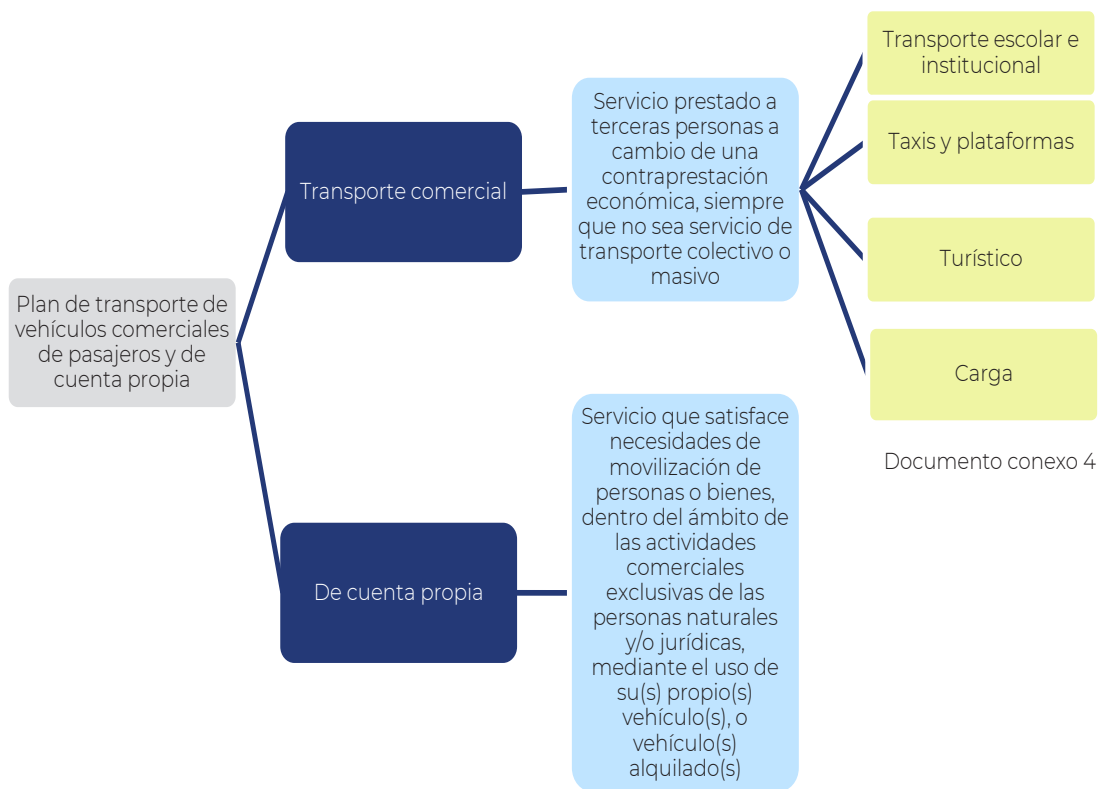 Plan de transporte de
vehículos comerciales
de pasajeros y de
cuenta propia
Transporte comercial
Servicio prestado a
terceras personas a
cambio de una
contraprestación
económica, siempre
que no sea servicio de
transporte colectivo o
masivo
Transporte escolar e
institucional
Taxis y plataformas
Turístico
Carga
Documento conexo 4
De cuenta propia
Servicio que satisface
necesidades de
movilización de
personas o bienes,
dentro del ámbito de
las actividades
comerciales
exclusivas de las
personas naturales
y/o jurídicas,
mediante el uso de
su(s) propio(s)
vehículo(s), o
vehículo(s)
alquilado(s)